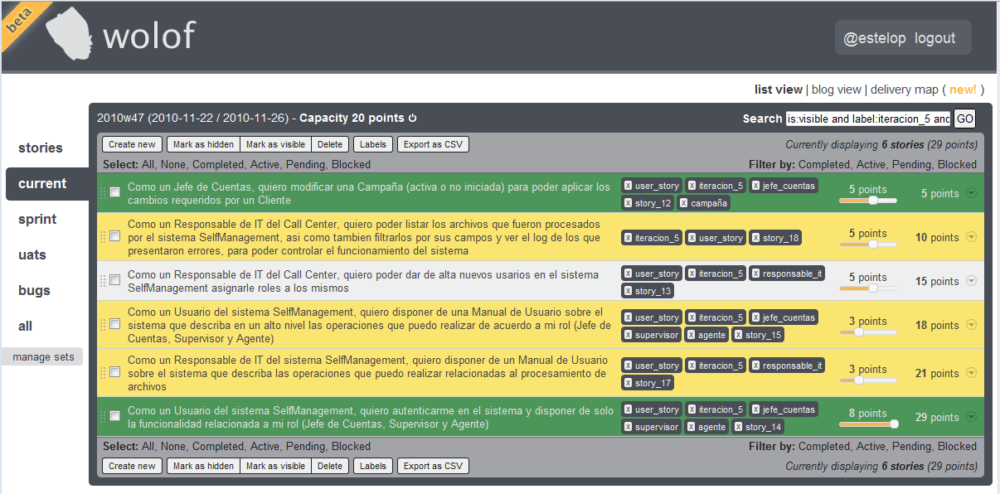 beta
wolof
@estelop logout
list view | blog view | delivery map ( new! )
2010w47 (2010-11-22 / 2010-11-26) - Capacity 20 points
Search is:visible and label:iteracion_5 and GO
Create new Mark as hidden Mark as visible Delete Labels Export as CSV
Currently displaying 6 stories (29 points)
Select: All, None, Completed, Active, Pending, Blocked
Filter by: Completed, Active, Pending, Blocked
stories
current
sprint
uats
bugs
all
manage sets
Como un Jefe de Cuentas, quiero modificar una Campaña (activa o no iniciada) para poder aplicar los
cambios requeridos por un Cliente
x user_story x iteracion_5 x jefe_cuentas
x story_12 x campaña
5 points
5 points
Como un Responsable de IT del Call Center, quiero poder listar los archivos que fueron procesados
por el sistema SelfManagement, asi como tambien filtrarlos por sus campos y ver el log de los que
presentaron errores, para poder controlar el funcionamiento del sistema
x iteracion_5 x user_story x story_18
5 points
10 points
Como un Responsable de IT del Call Center, quiero poder dar de alta nuevos usarios en el sistema
SelfManagement asignarle roles a los mismos
x user_story x iteracion_5 x responsable_it
x story_13
5 points
15 points
Como un Usuario del sistema SelfManagement, quiero disponer de una Manual de Usuario sobre el
sistema que describa en un alto nivel las operaciones que puedo realizar de acuerdo a mi rol (Jefe de
Cuentas, Supervisor y Agente)
x user_story x iteracion_5 x jefe_cuentas
x supervisor x agente x story_15
3 points
18 points
Como un Responsable de IT del sistema SelfManagement, quiero disponer de un Manual de Usuario
sobre el sistema que describa las operaciones que puedo realizar relacionadas al procesamiento de
archivos
x user_story x iteracion_5 x responsable_it
x story_17
3 points
21 points
Como un Usuario del sistema SelfManagement, quiero autenticarme en el sistema y disponer de solo
la funcionalidad relacionada a mi rol (Jefe de Cuentas, Supervisor y Agente)
x user_story x iteracion_5 x jefe_cuentas
x supervisor x agente x story_14
8 points
29 points
Select: All, None, Completed, Active, Pending, Blocked
Filter by: Completed, Active, Pending, Blocked
Create new Mark as hidden Mark as visible Delete Labels Export as CSV
Currently displaying 6 stories (29 points)